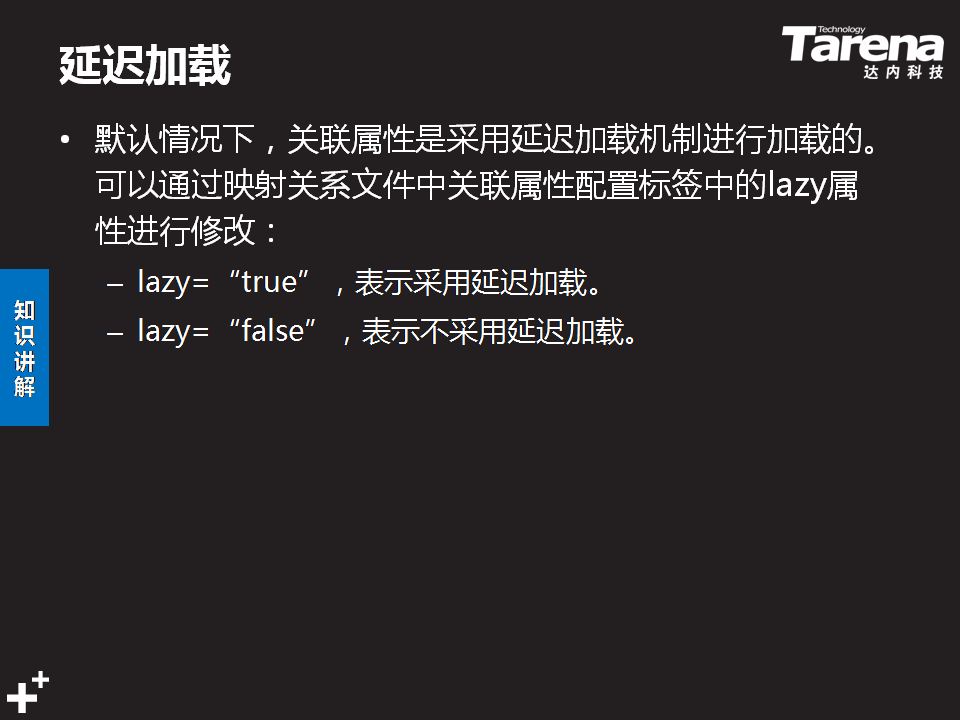 延迟加载
Technology
Tarena
达内科技
• 默认情况下，关联属性是采用延迟加载机制进行加载的。
可以通过映射关系文件中关联属性配置标签中的lazy属
性进行修改：
– lazy=“true”，表示采用延迟加载。
– lazy=“false”，表示不采用延迟加载。
知
识
讲
解